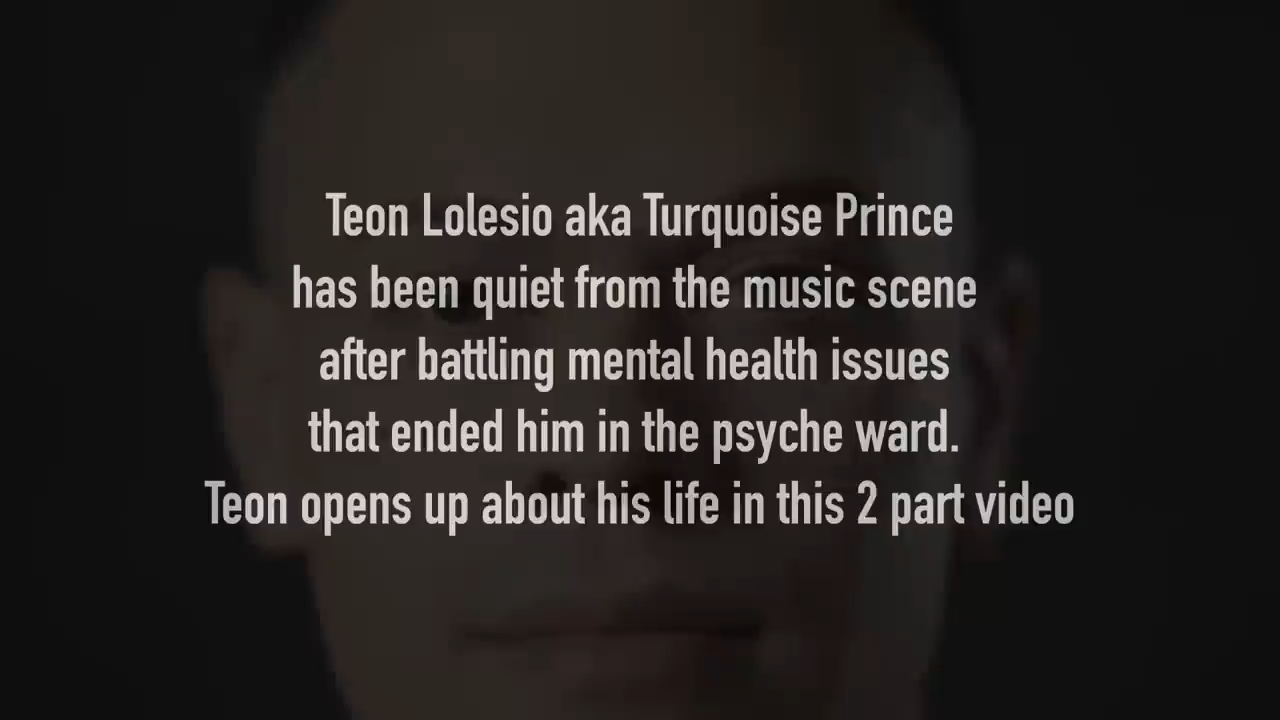 Teon Lolesio aka Turquoise Prince
has been quiet from the music scene
after battling mental health issues
that ended him in the psyche ward.
Teon opens up about his life in this 2 part video